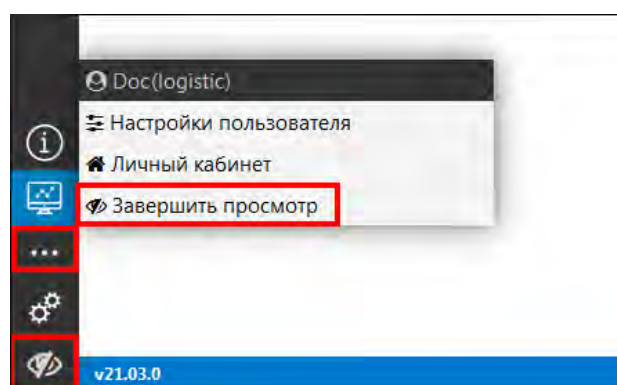 Doc(logistic)
Настройки пользователя
Личный кабинет
Завершить просмотр
v21.03.0